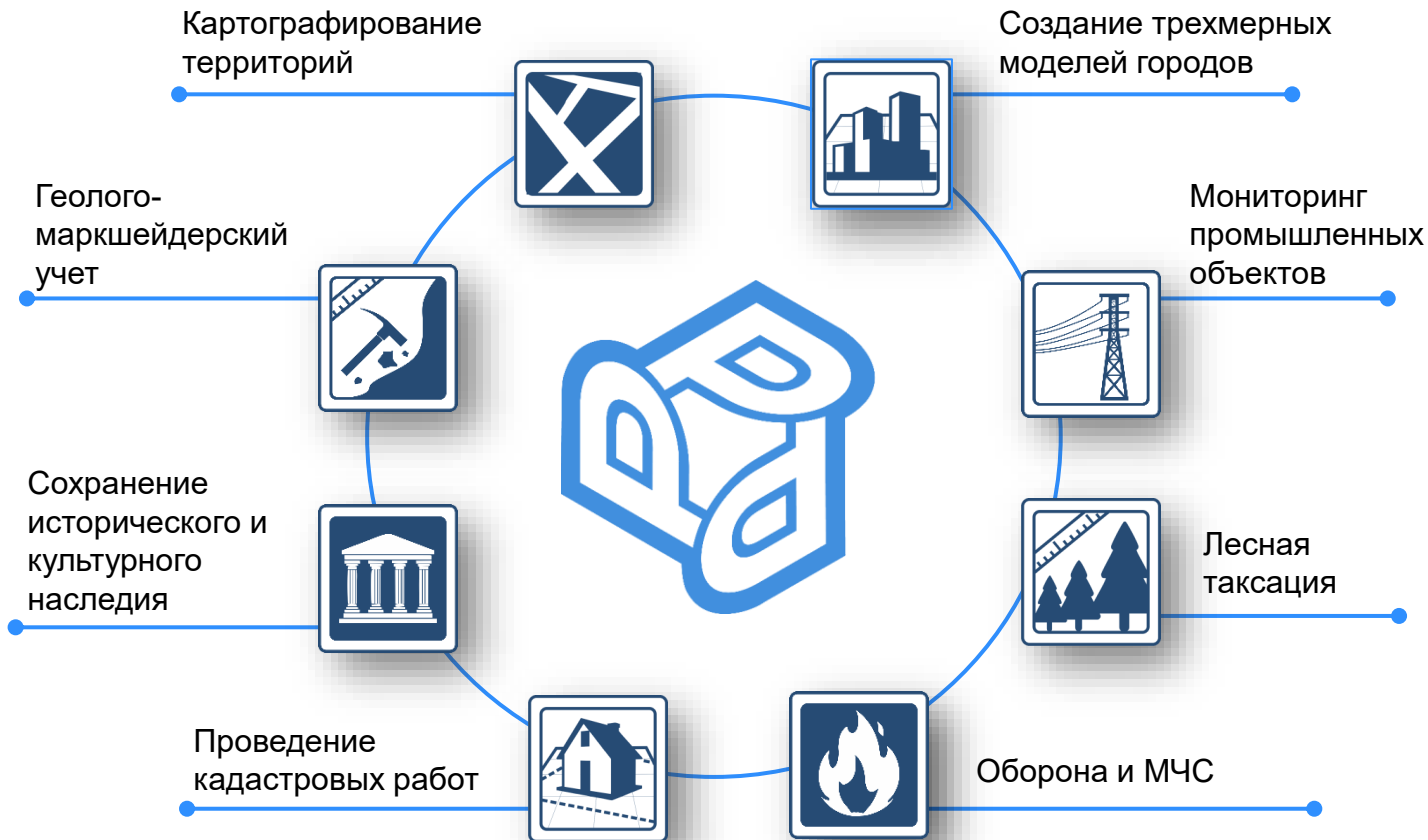 Картографирование
территорий
Создание трехмерных
моделей городов
Геолого-
маркшейдерский
учет
Мониторинг
промышленных
объектов
Сохранение
исторического и
культурного
наследия
Лесная
таксация
Проведение
кадастровых работ
Оборона и МЧС